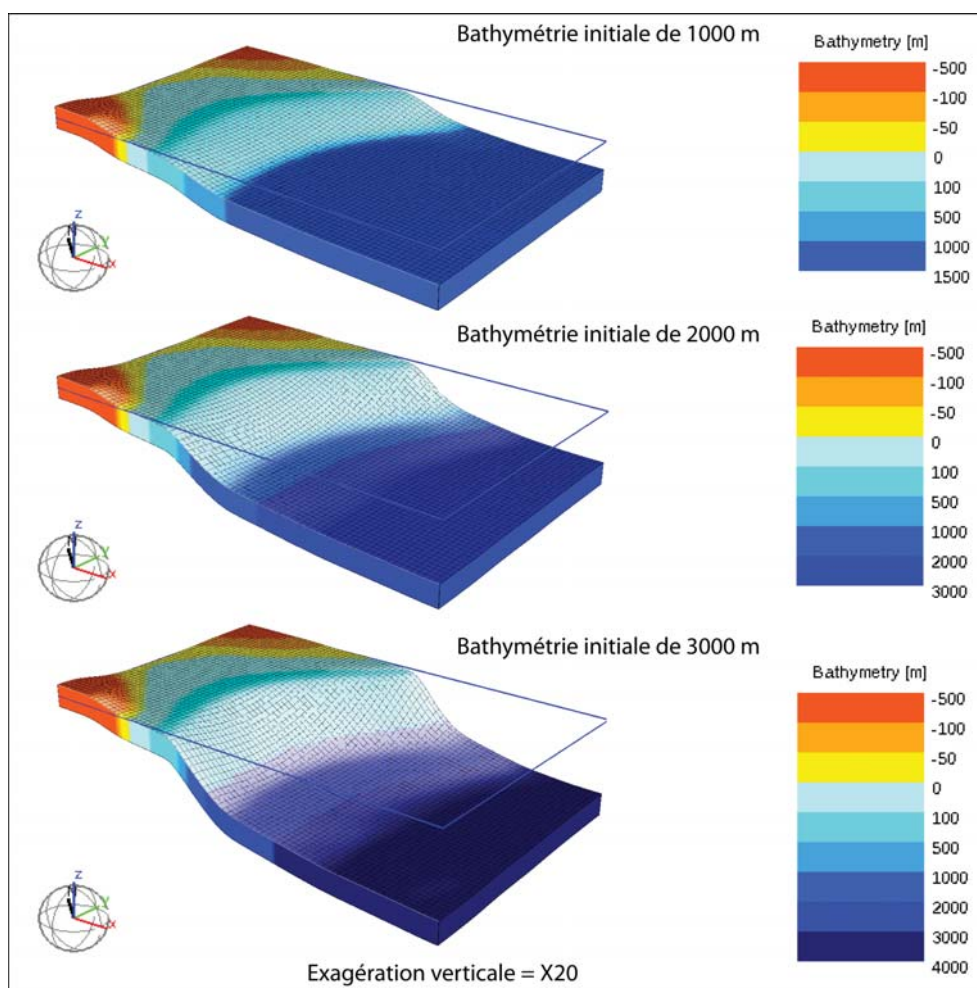 Bathymétrie initiale de 1000 m
Bathymetry [m]
-500
-100
-50
0
100
500
1000
1500
z
y
x
Bathymétrie initiale de 2000 m
Bathymetry [m]
-500
-100
-50
0
100
500
1000
2000
3000
z
y
x
Bathymétrie initiale de 3000 m
Bathymetry [m]
-500
-100
-50
0
100
500
1000
2000
3000
4000
z
y
x
Exagération verticale = X20